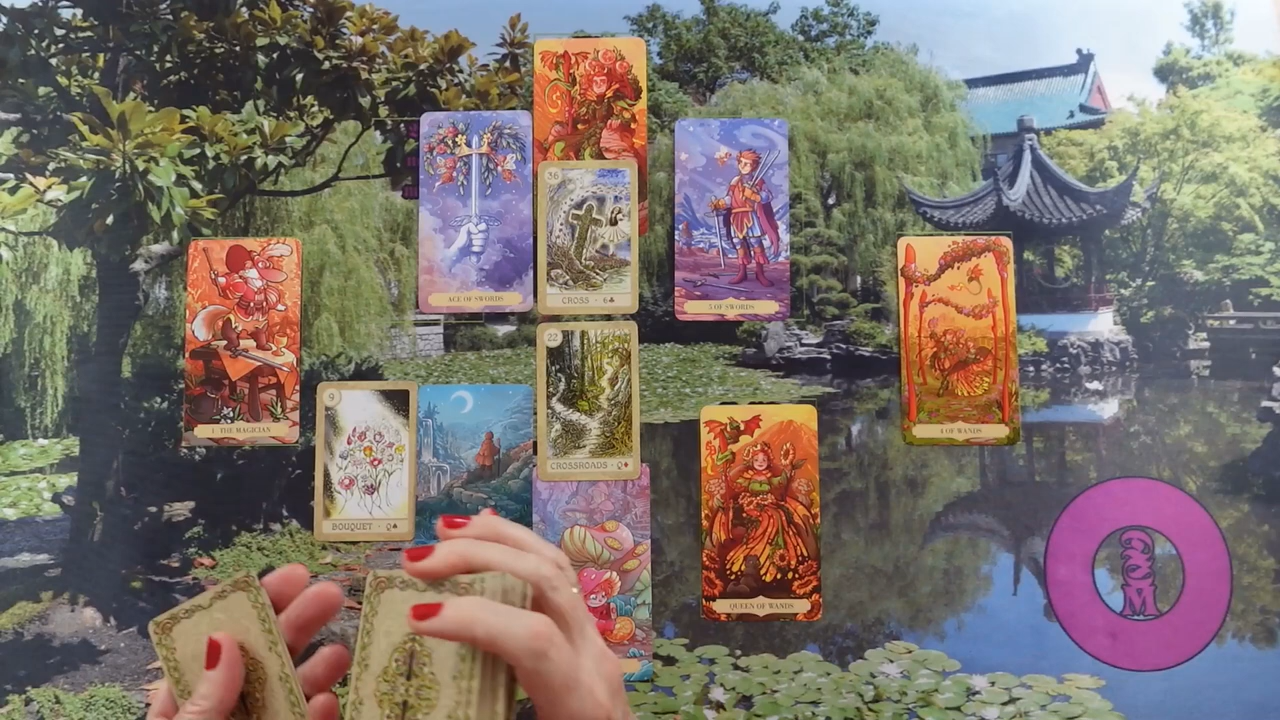 36
ACE OF SWORDS
CROSS · 6♣
5 OF SWORDS
1 THE MAGICIAN
4 OF WANDS
22
9
CROSSROADS · Q♦
BOUQUET · Q♠
QUEEN OF WANDS